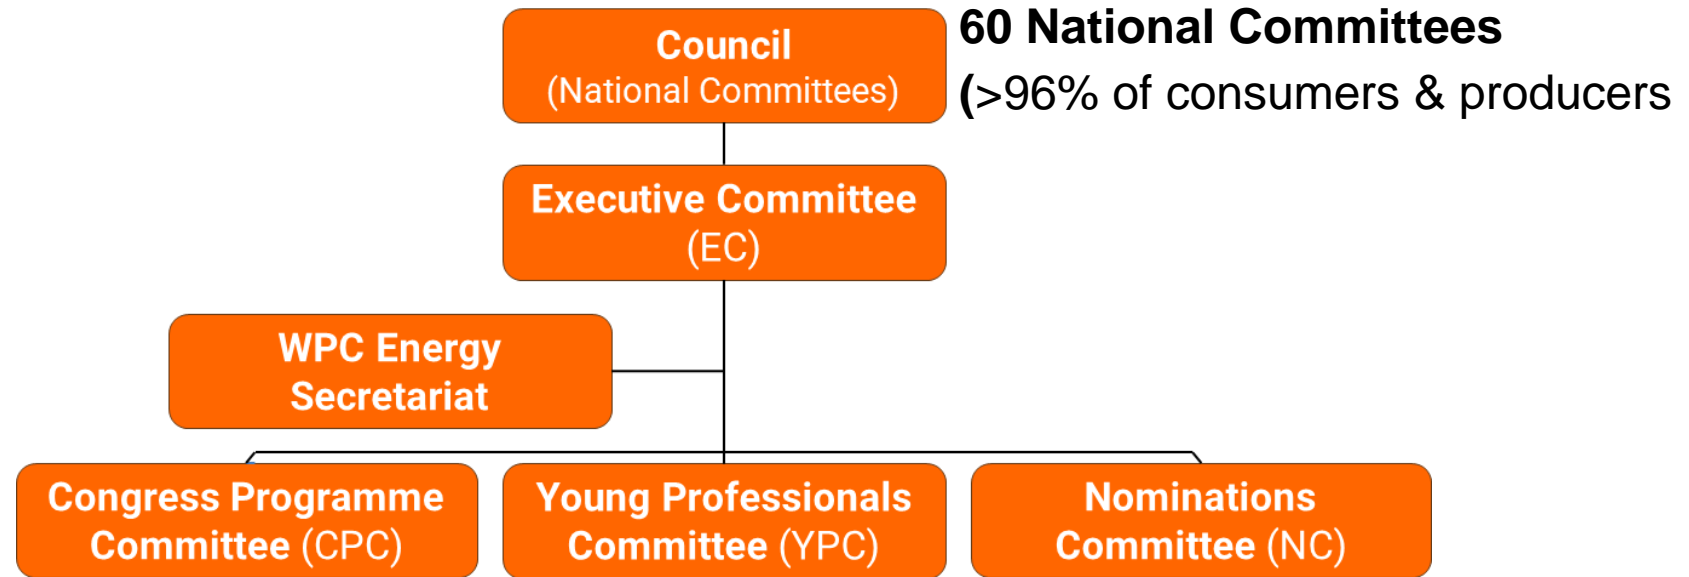 Council
(National Committees)
60 National Committees
(>96% of consumers & producers
Executive Committee
(EC)
WPC Energy
Secretariat
Congress Programme
Committee (CPC)
Young Professionals
Committee (YPC)
Nominations
Committee (NC)